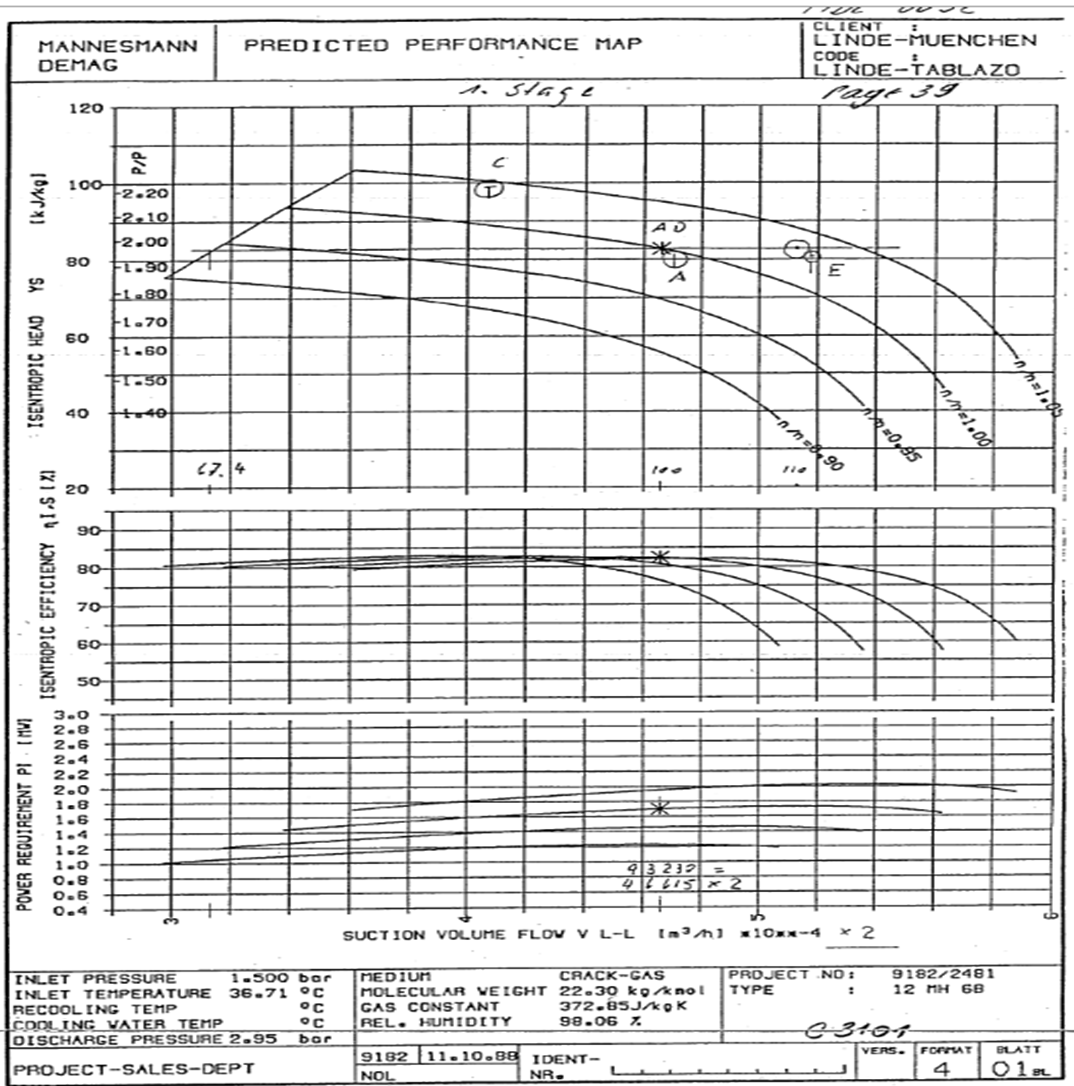 MANNESMANN DEMAG
PREDICTED PERFORMANCE MAP
CLIENT :
LINDE-MUENCHEN
CODE :
LINDE-TABLAZO
1. Stage
Page 39
120
100
80
60
40
20
ISENTROPIC HEAD YS [kJ/kg]
P/P
2.20
2.10
2.00
1.90
1.80
1.70
1.60
1.50
1.40
C
AD
A
E
n/n=1.05
n/n=1.00
n/n=0.95
n/n=0.90
67.4
100
110
ISENTROPIC EFFICIENCY ηI.S [%]
90
80
70
60
50
POWER REQUIREMENT PI [MW]
3.0
2.8
2.6
2.4
2.2
2.0
1.8
1.6
1.4
1.2
1.0
0.8
0.6
0.4
93230 =
46615 × 2
3
4
5
6
SUCTION VOLUME FLOW V L-L [m³/h] *10**-4 × 2
INLET PRESSURE 1.500 bar
INLET TEMPERATURE 36.71 °C
RECOOLING TEMP °C
COOLING WATER TEMP °C
DISCHARGE PRESSURE 2.95 bar
MEDIUM CRACK-GAS
MOLECULAR WEIGHT 22.30 kg/kmol
GAS CONSTANT 372.85J/kgK
REL. HUMIDITY 98.06 %
PROJECT NO: 9182/2481
TYPE : 12 MH 6B
C-3101
PROJECT-SALES-DEPT
9182 11.10.88
NOL
IDENT-NR.
VERS.
FORMAT
4
BLATT
01 BL